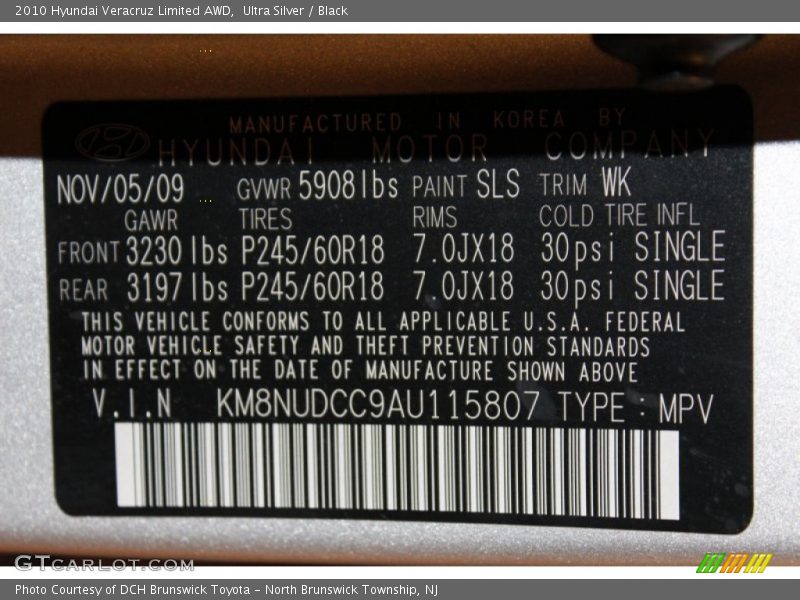 2010 Hyundai Veracruz Limited AWD, Ultra Silver / Black
MANUFACTURED IN KOREA BY
HYUNDAI MOTOR COMPANY
NOV/05/09 GVWR 5908lbs PAINT SLS TRIM WK
GAWR TIRES RIMS COLD TIRE INFL
FRONT 3230 lbs P245/60R18 7.0JX18 30psi SINGLE
REAR 3197 lbs P245/60R18 7.0JX18 30psi SINGLE
THIS VEHICLE CONFORMS TO ALL APPLICABLE U.S.A. FEDERAL
MOTOR VEHICLE SAFETY AND THEFT PREVENTION STANDARDS
IN EFFECT ON THE DATE OF MANUFACTURE SHOWN ABOVE
V.I.N KM8NUDCC9AU115807 TYPE : MPV
GTCARLOT.COM
Photo Courtesy of DCH Brunswick Toyota – North Brunswick Township, NJ